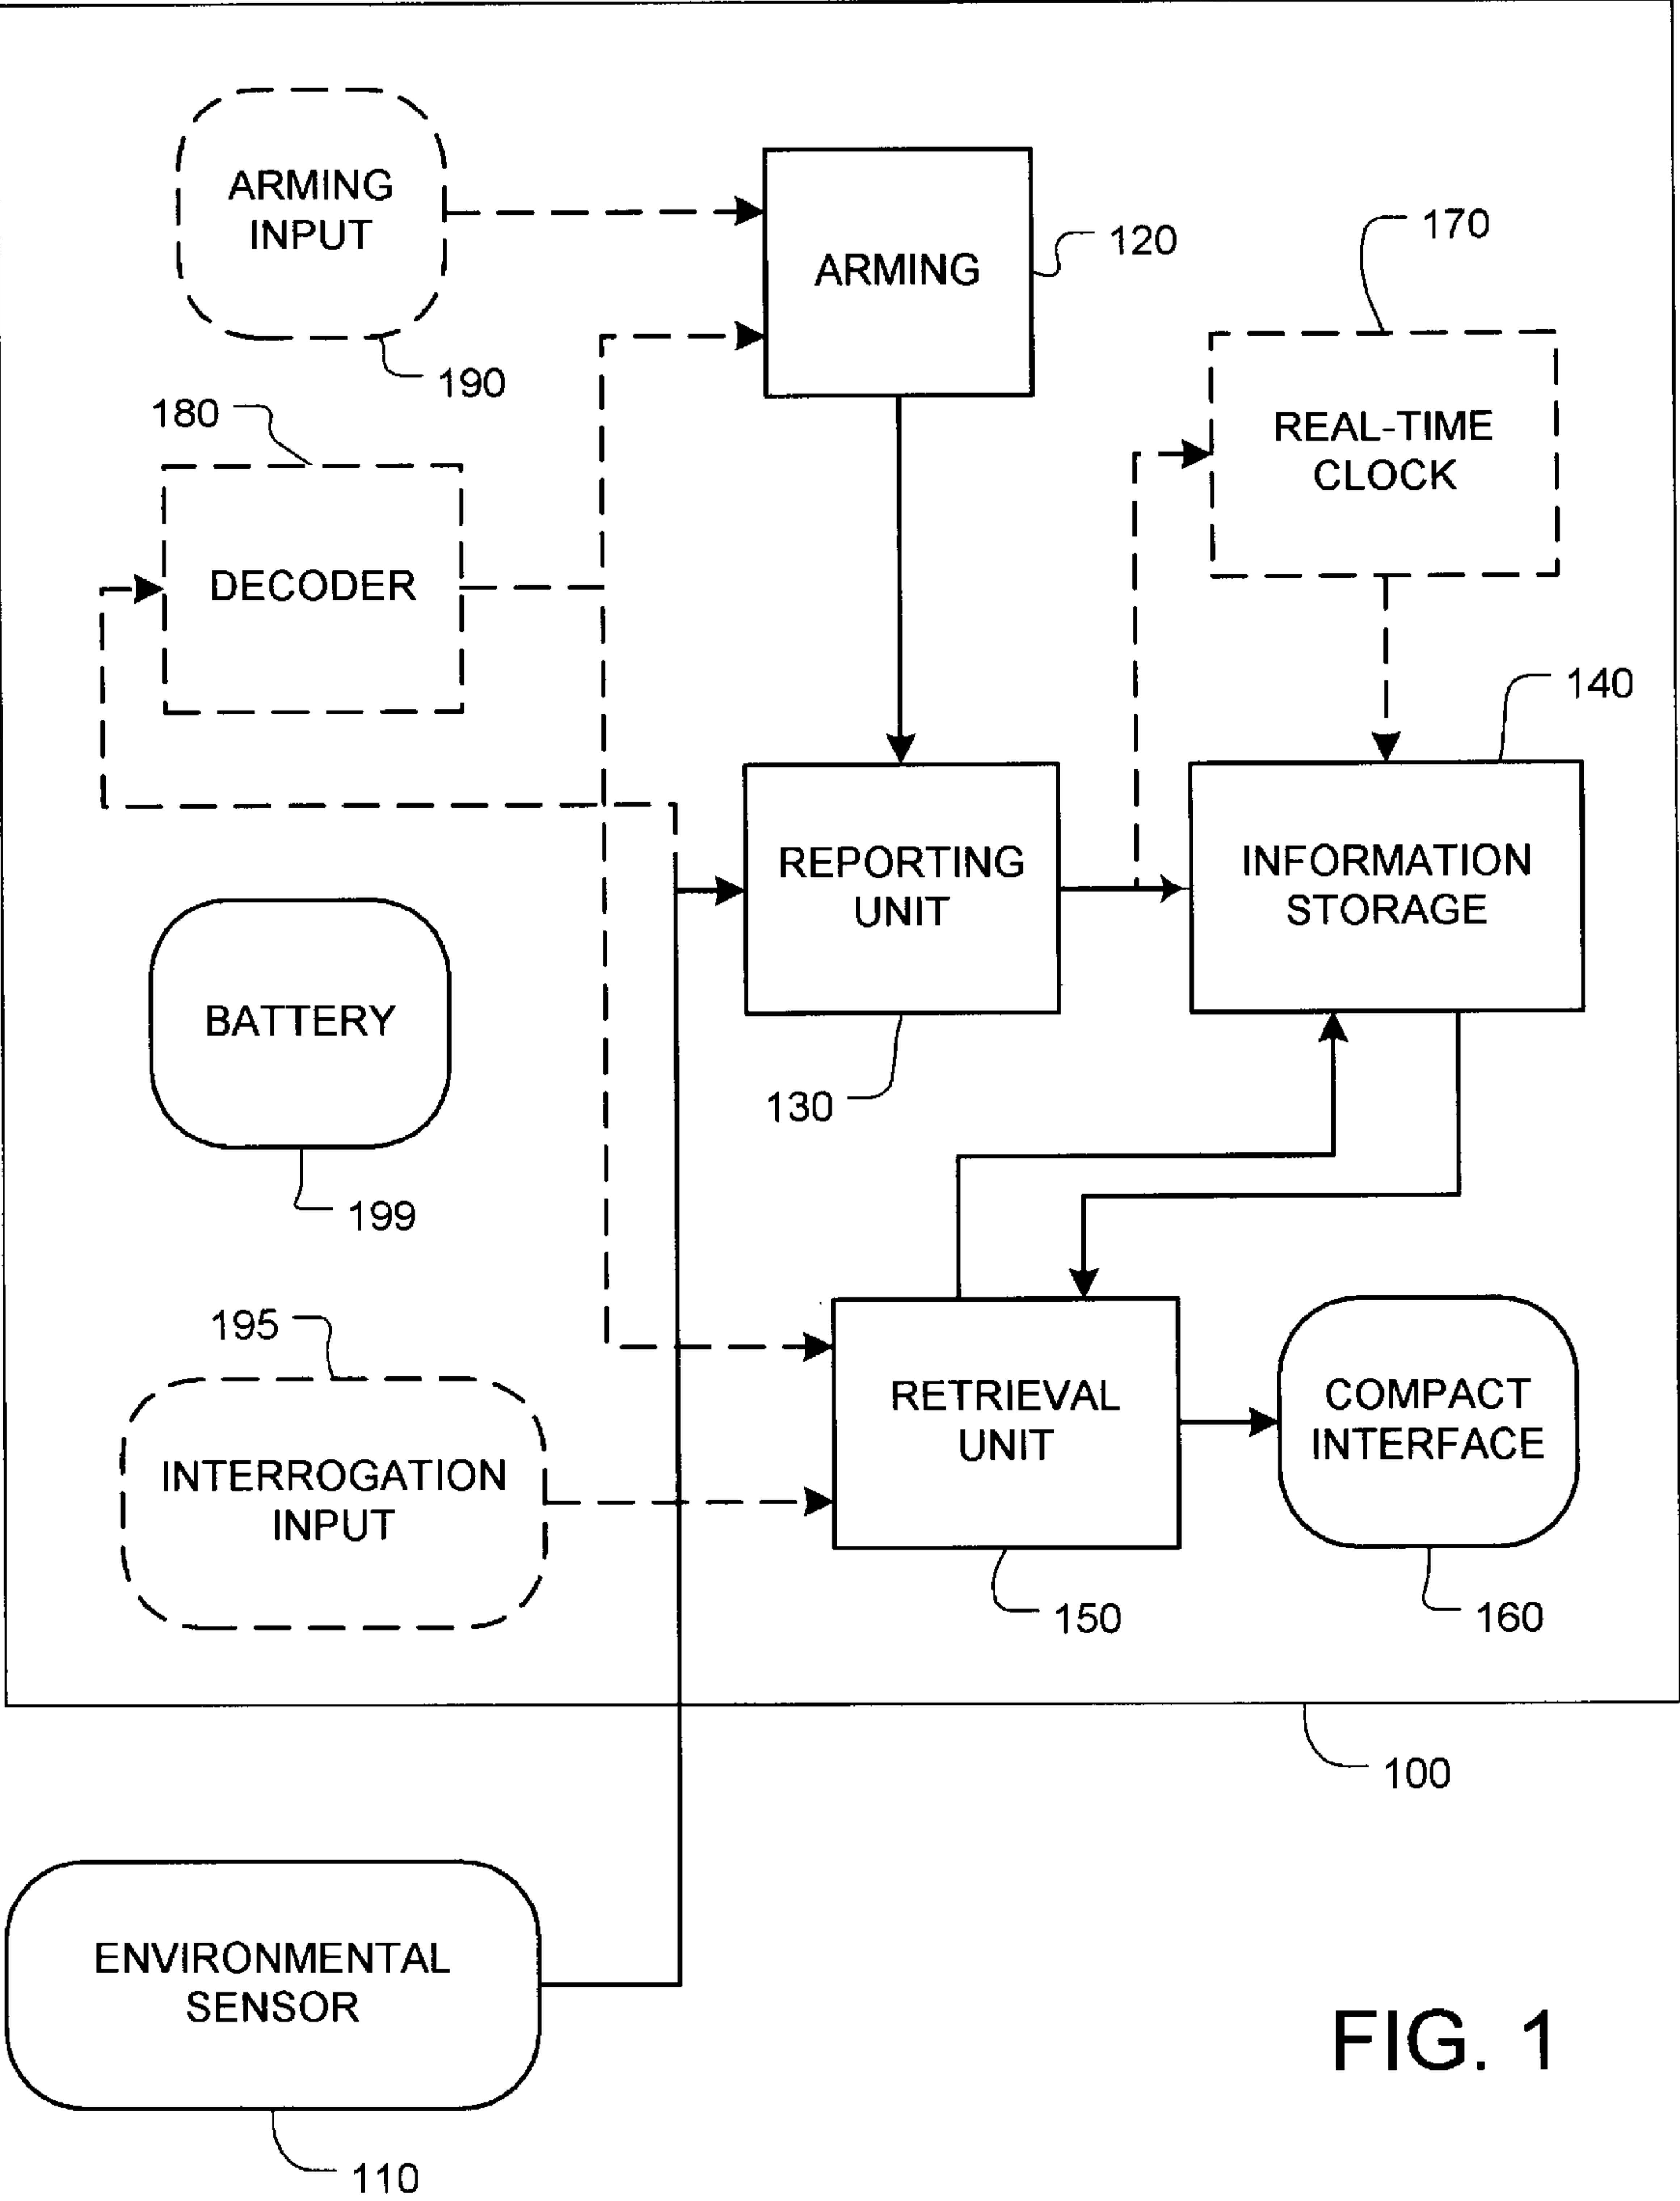 ARMING
INPUT
190
ARMING
120
170
REAL-TIME
CLOCK
180
DECODER
140
REPORTING
UNIT
INFORMATION
STORAGE
BATTERY
130
199
195
INTERROGATION
INPUT
RETRIEVAL
UNIT
COMPACT
INTERFACE
150
160
100
ENVIRONMENTAL
SENSOR
110
FIG. 1